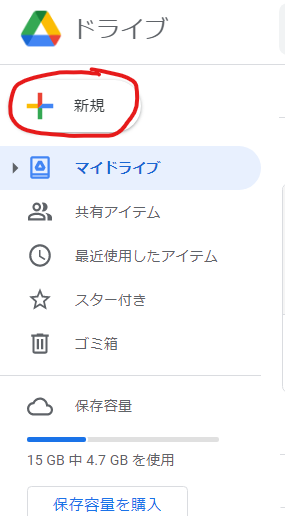 ドライブ
新規
マイドライブ
共有アイテム
最近使用したアイテム
スター付き
ゴミ箱
保存容量
15 GB 中 4.7 GB を使用
保存容量を購入